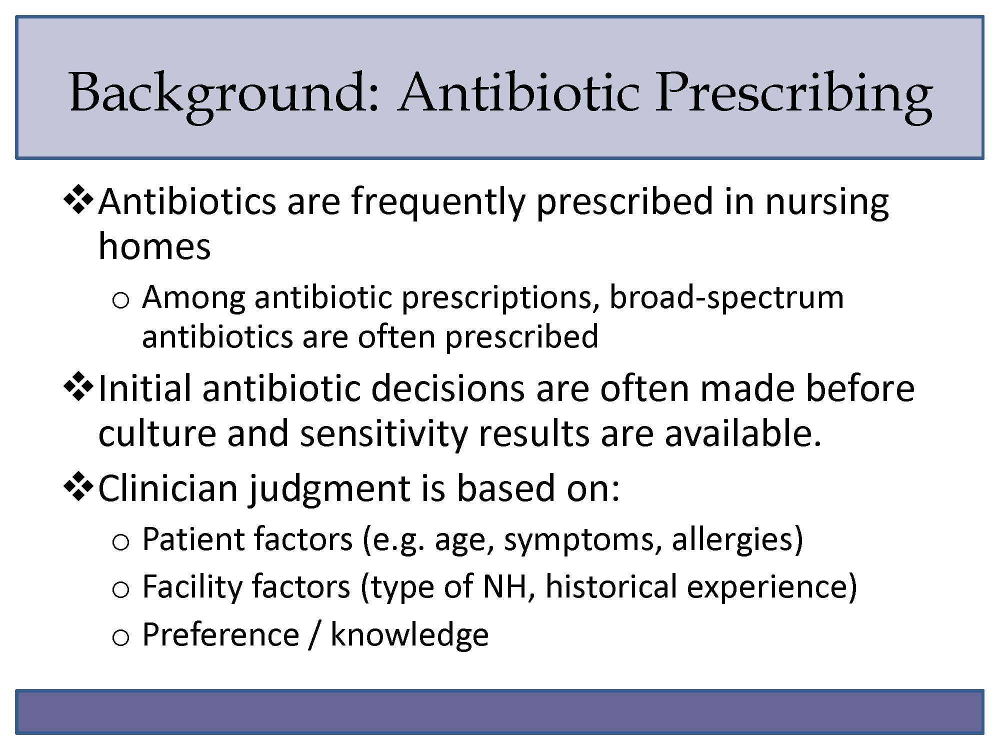 Background: Antibiotic Prescribing
❖Antibiotics are frequently prescribed in nursing
homes
o Among antibiotic prescriptions, broad-spectrum
antibiotics are often prescribed
❖Initial antibiotic decisions are often made before
culture and sensitivity results are available.
❖Clinician judgment is based on:
o Patient factors (e.g. age, symptoms, allergies)
o Facility factors (type of NH, historical experience)
o Preference / knowledge